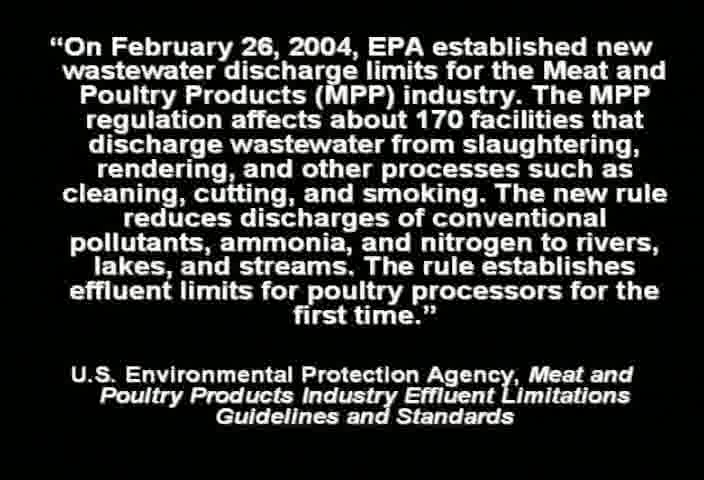 “On February 26, 2004, EPA established new
wastewater discharge limits for the Meat and
Poultry Products (MPP) industry. The MPP
regulation affects about 170 facilities that
discharge wastewater from slaughtering,
rendering, and other processes such as
cleaning, cutting, and smoking. The new rule
reduces discharges of conventional
pollutants, ammonia, and nitrogen to rivers,
lakes, and streams. The rule establishes
effluent limits for poultry processors for the
first time.”
U.S. Environmental Protection Agency, Meat and
Poultry Products Industry Effluent Limitations
Guidelines and Standards